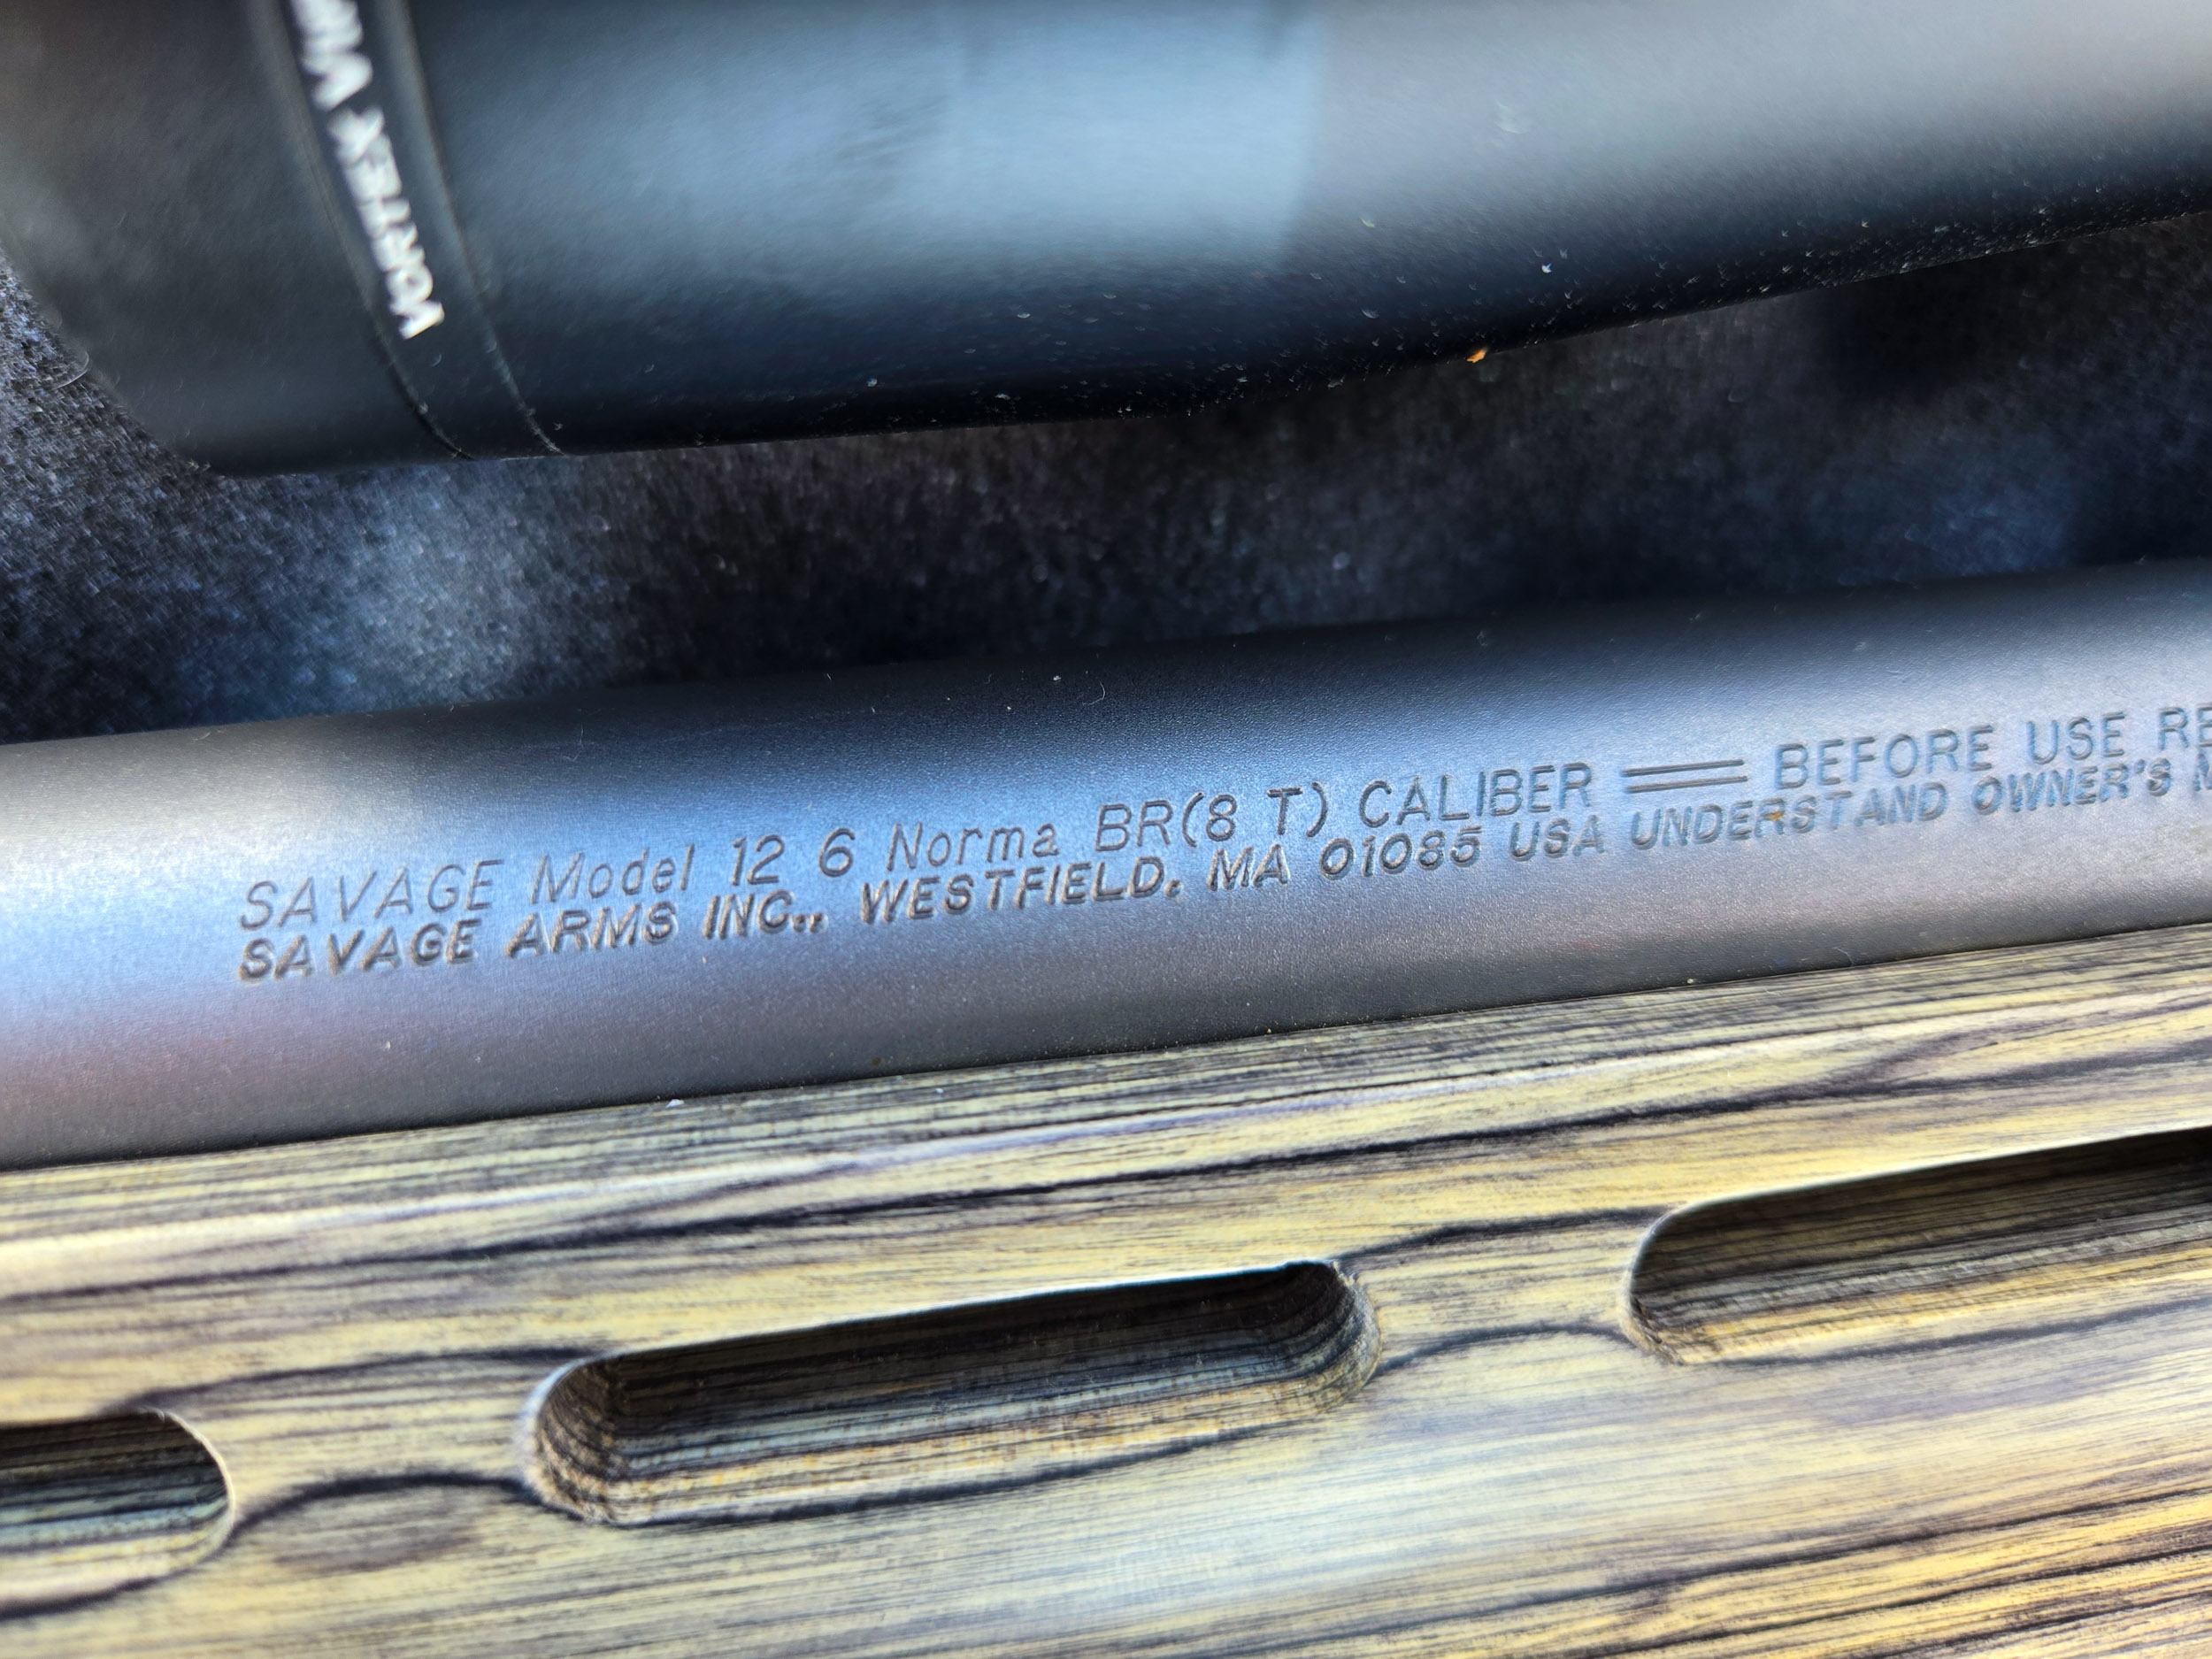 VORTEX
SAVAGE Model 12 6 Norma BR(8 T) CALIBER == BEFORE USE RE
SAVAGE ARMS INC., WESTFIELD, MA 01085 USA UNDERSTAND OWNER'S M